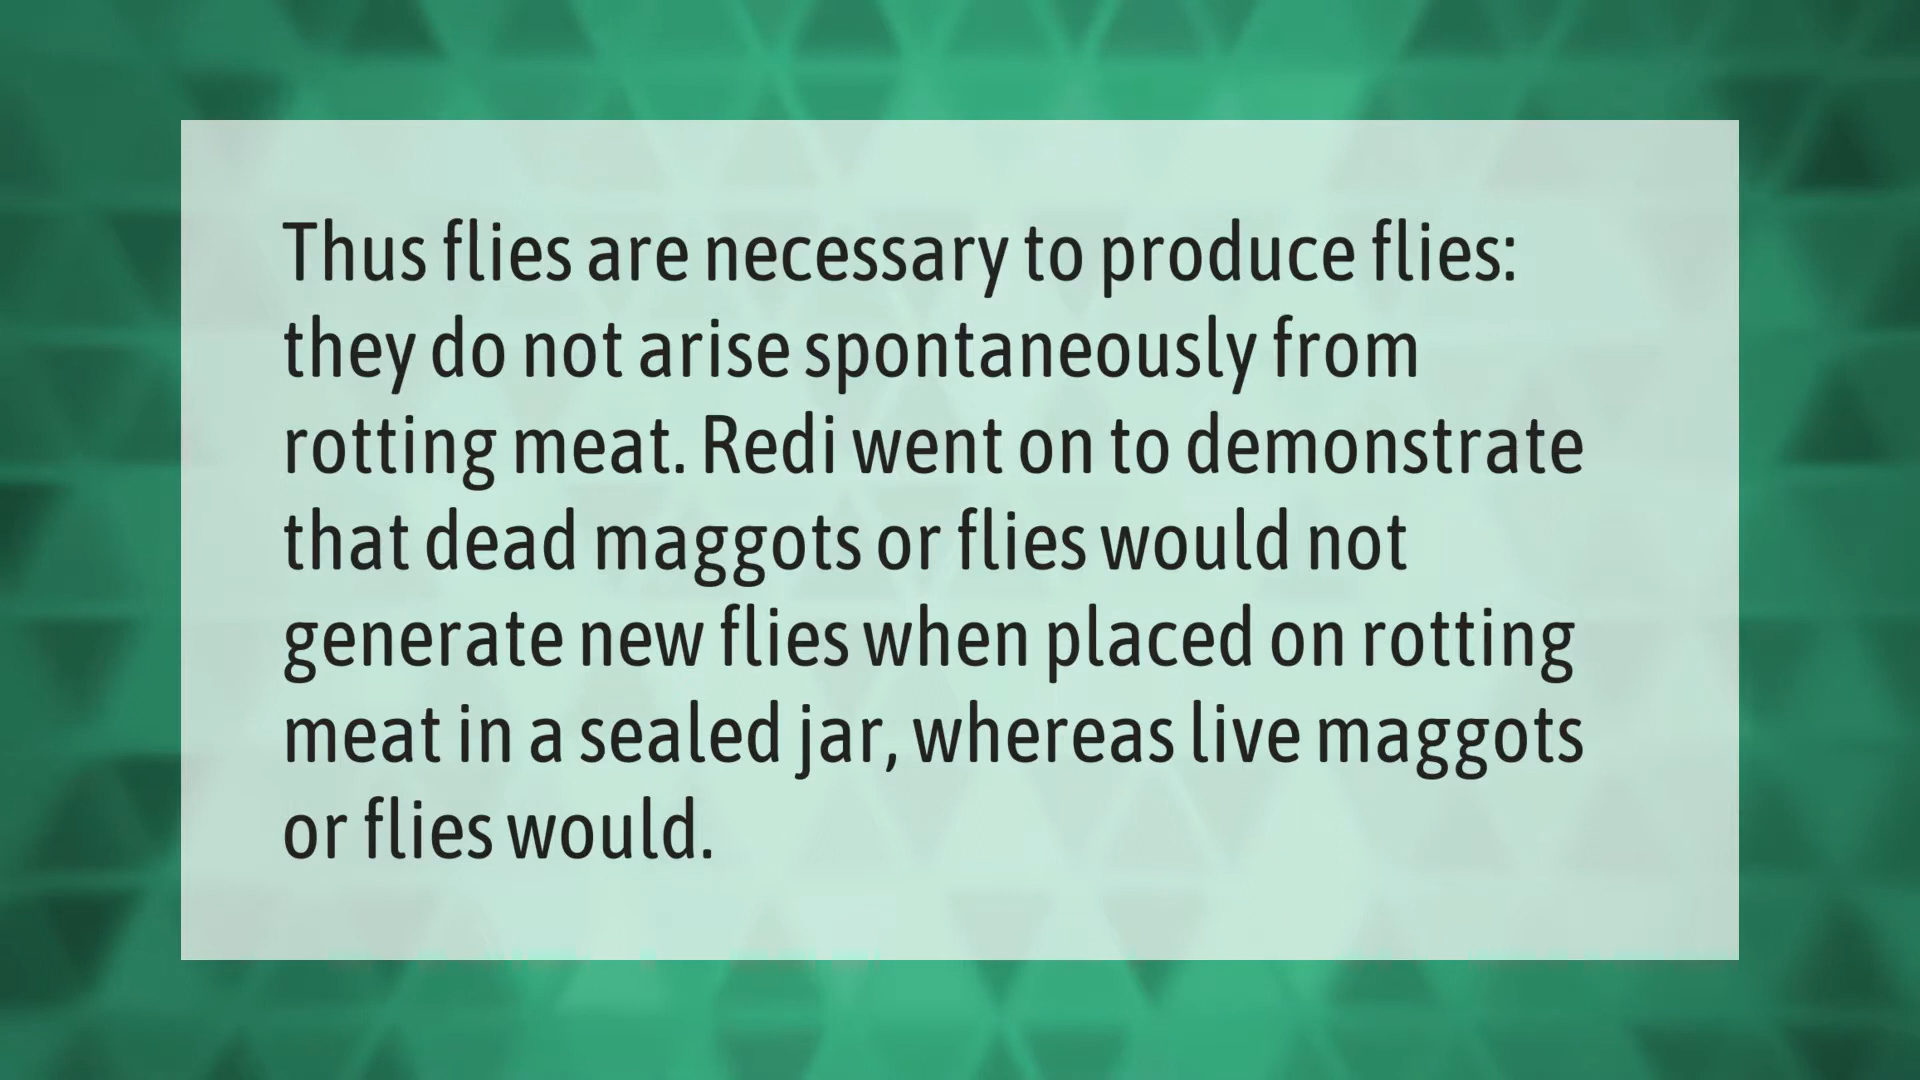 Thus flies are necessary to produce flies:
they do not arise spontaneously from
rotting meat. Redi went on to demonstrate
that dead maggots or flies would not
generate new flies when placed on rotting
meat in a sealed jar, whereas live maggots
or flies would.